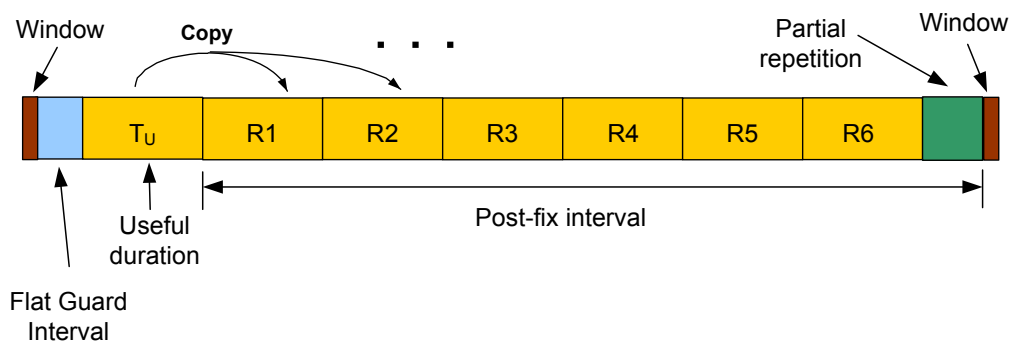 Window
Copy
. . .
Partial
repetition
Window
T_U R1 R2 R3 R4 R5 R6
Post-fix interval
Useful
duration
Flat Guard
Interval